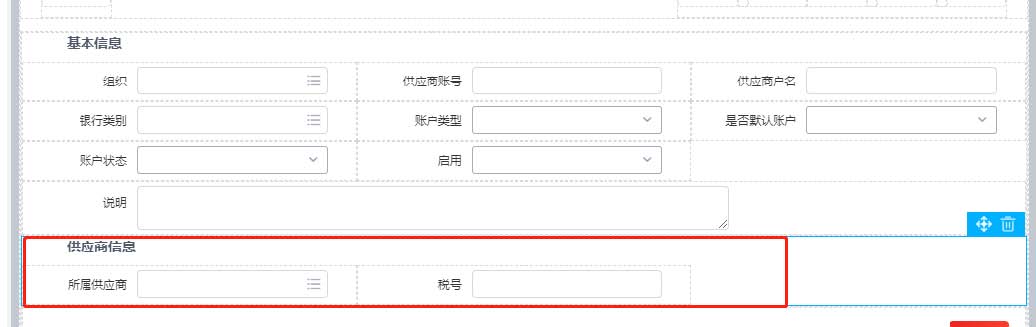 基本信息
组织 供应商账号 供应商户名
银行类别 账户类型 是否默认账户
账户状态 启用
说明
供应商信息
所属供应商 税号